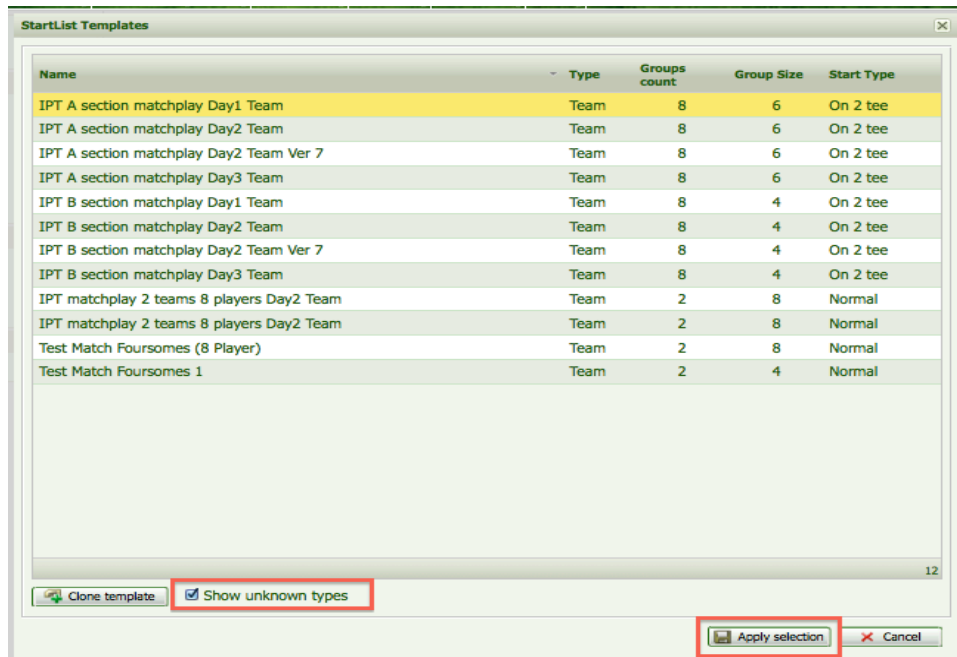 StartList Templates
Name Type Groups count Group Size Start Type
IPT A section matchplay Day1 Team Team 8 6 On 2 tee
IPT A section matchplay Day2 Team Team 8 6 On 2 tee
IPT A section matchplay Day2 Team Ver 7 Team 8 6 On 2 tee
IPT A section matchplay Day3 Team Team 8 6 On 2 tee
IPT B section matchplay Day1 Team Team 8 4 On 2 tee
IPT B section matchplay Day2 Team Team 8 4 On 2 tee
IPT B section matchplay Day2 Team Ver 7 Team 8 4 On 2 tee
IPT B section matchplay Day3 Team Team 8 4 On 2 tee
IPT matchplay 2 teams 8 players Day2 Team Team 2 8 Normal
IPT matchplay 2 teams 8 players Day2 Team Team 2 8 Normal
Test Match Foursomes (8 Player) Team 2 8 Normal
Test Match Foursomes 1 Team 2 4 Normal
12
Clone template Show unknown types
Apply selection Cancel